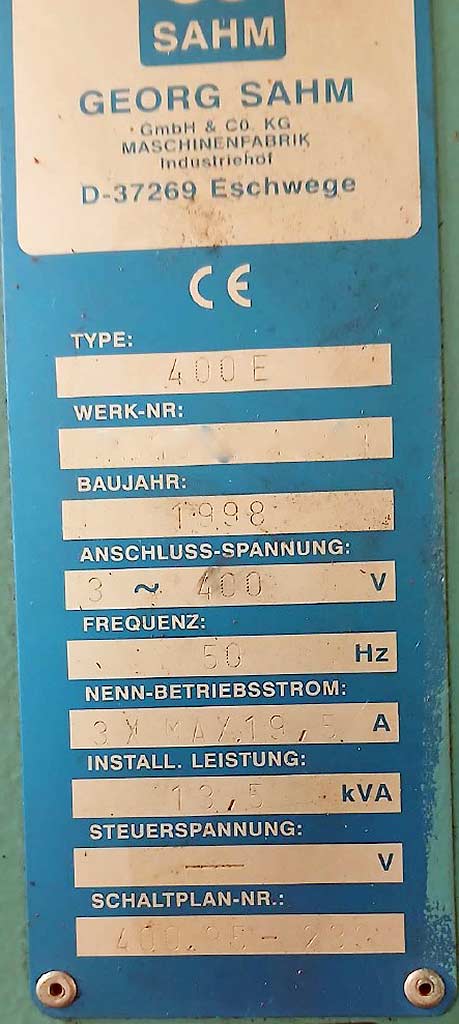 SAHM
GEORG SAHM
GmbH & CO. KG
MASCHINENFABRIK
Industriehof
D-37269 Eschwege
CE
TYPE:
400 E
WERK-NR:
BAUJAHR:
1998
ANSCHLUSS-SPANNUNG:
3 ~ 400 V
FREQUENZ:
50 Hz
NENN-BETRIEBSSTROM:
3X MAX.19,5 A
INSTALL. LEISTUNG:
13,5 kVA
STEUERSPANNUNG:
— V
SCHALTPLAN-NR.: